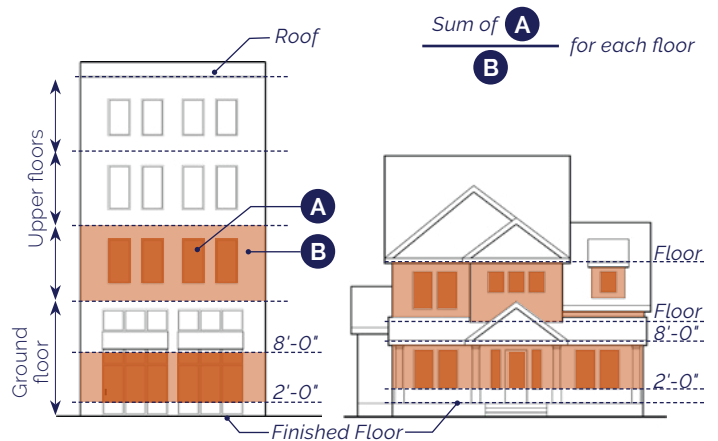 Sum of A
B
for each floor
Roof
Upper floors
A
B
Ground
floor
8'-0"
2'-0"
Finished Floor
Floor
Floor
8'-0"
2'-0"